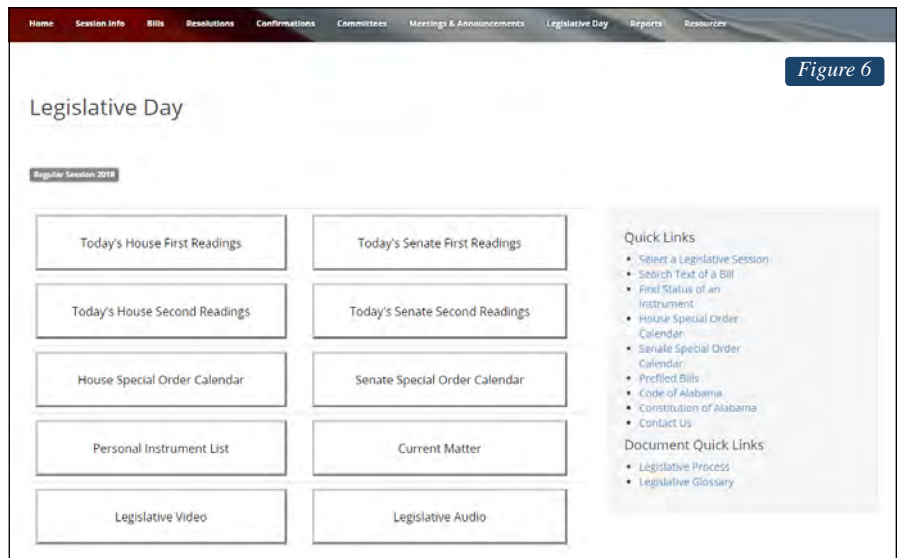 Home Session Info Bills Resolutions Confirmations Committees Meetings & Announcements Legislative Day Reports Resources
Figure 6
Legislative Day
Regular Session 2018
Today's House First Readings
Today's Senate First Readings
Today's House Second Readings
Today's Senate Second Readings
House Special Order Calendar
Senate Special Order Calendar
Personal Instrument List
Current Matter
Legislative Video
Legislative Audio
Quick Links
Select a Legislative Session
Search Text of a Bill
Find Status of an
Instrument
House Special Order
Calendar
Senate Special Order
Calendar
Prefiled Bills
Code of Alabama
Constitution of Alabama
Contact Us
Document Quick Links
Legislative Process
Legislative Glossary